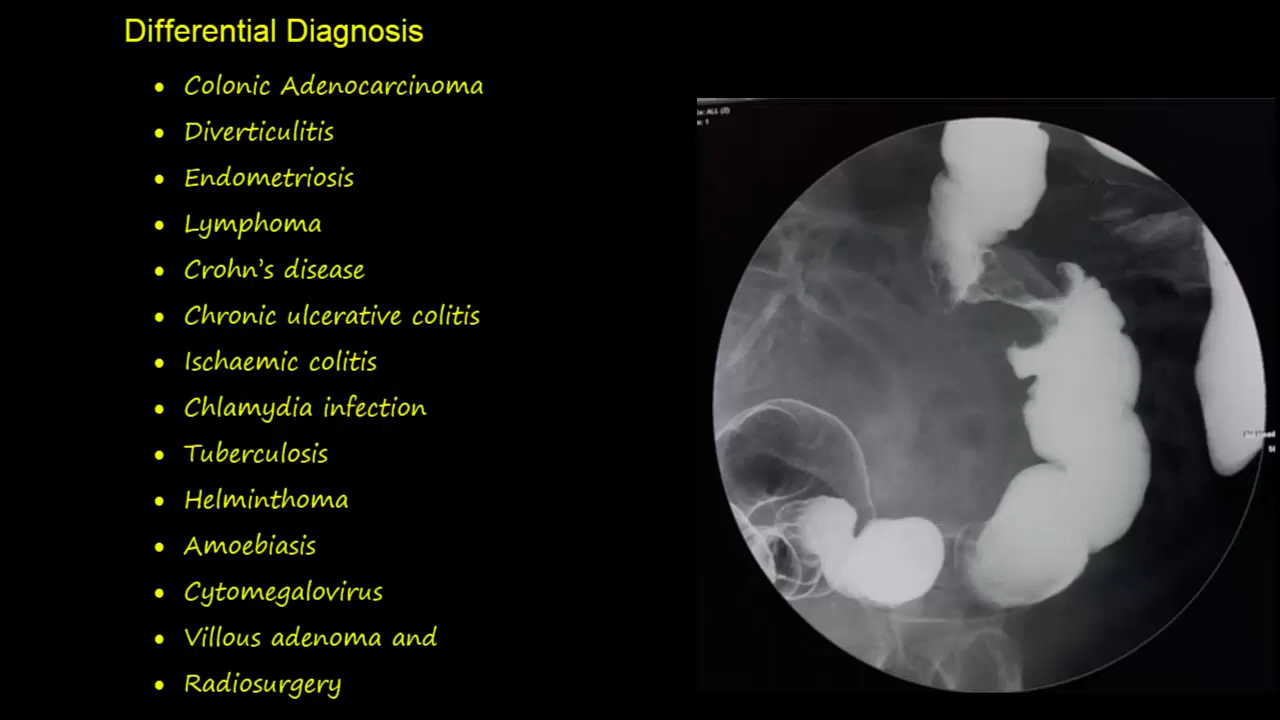 Differential Diagnosis
• Colonic Adenocarcinoma
• Diverticulitis
• Endometriosis
• Lymphoma
• Crohn's disease
• Chronic ulcerative colitis
• Ischaemic colitis
• Chlamydia infection
• Tuberculosis
• Helminthoma
• Amoebiasis
• Cytomegalovirus
• Villous adenoma and
• Radiosurgery